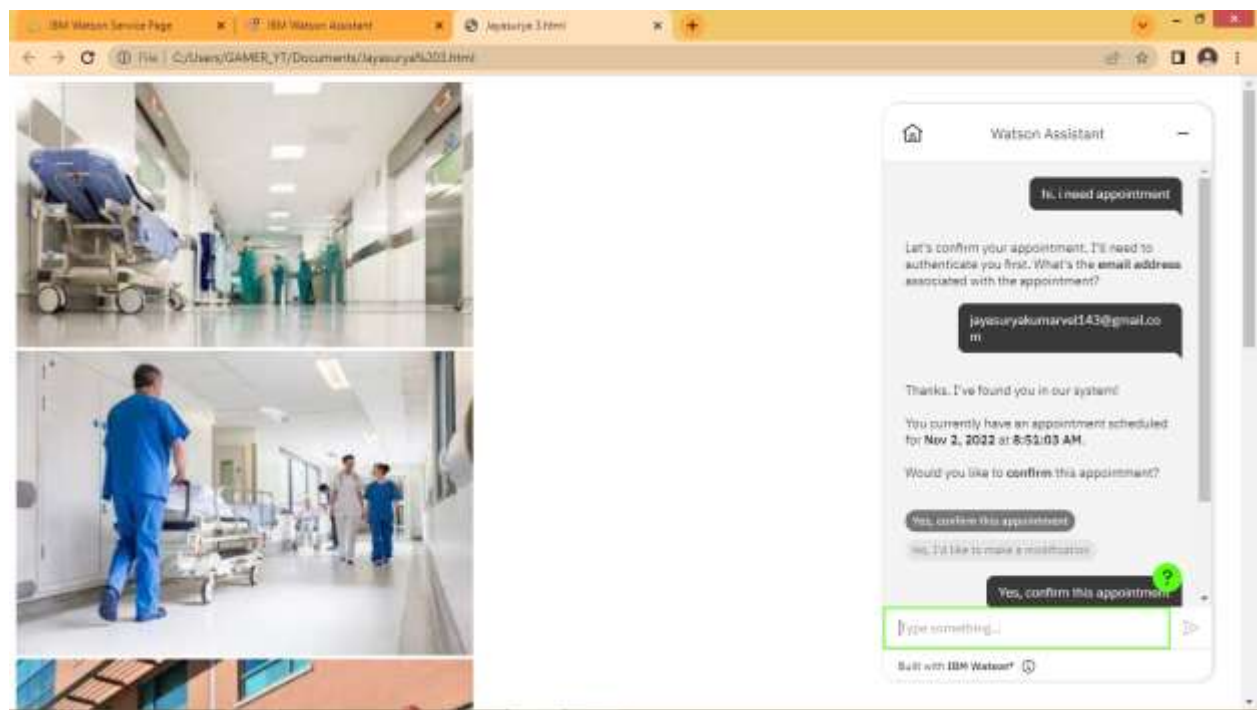 IBM Watson Service Page
IBM Watson Assistant
Jayasurya 3.html
File | C:/Users/GAMER_YT/Documents/Jayasurya%203.html
Watson Assistant
hi, i need appointment
Let's confirm your appointment. I'll need to
authenticate you first. What's the email address
associated with the appointment?
jayasuryakumarvel143@gmail.co
m
Thanks. I've found you in our system!
You currently have an appointment scheduled
for Nov 2, 2022 at 8:51:03 AM.
Would you like to confirm this appointment?
Yes, confirm this appointment
No, I'd like to make a modification
Yes, confirm this appointment
?
Type something...
Built with IBM Watson®